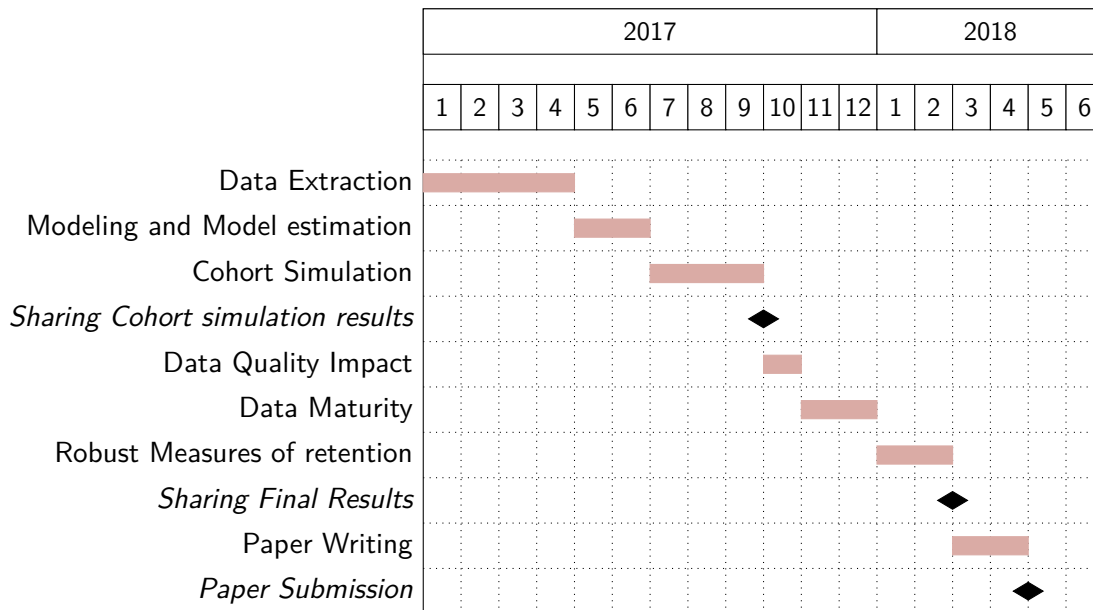 2017 2018
1 2 3 4 5 6 7 8 9 10 11 12 1 2 3 4 5 6
Data Extraction
Modeling and Model estimation
Cohort Simulation
Sharing Cohort simulation results
Data Quality Impact
Data Maturity
Robust Measures of retention
Sharing Final Results
Paper Writing
Paper Submission